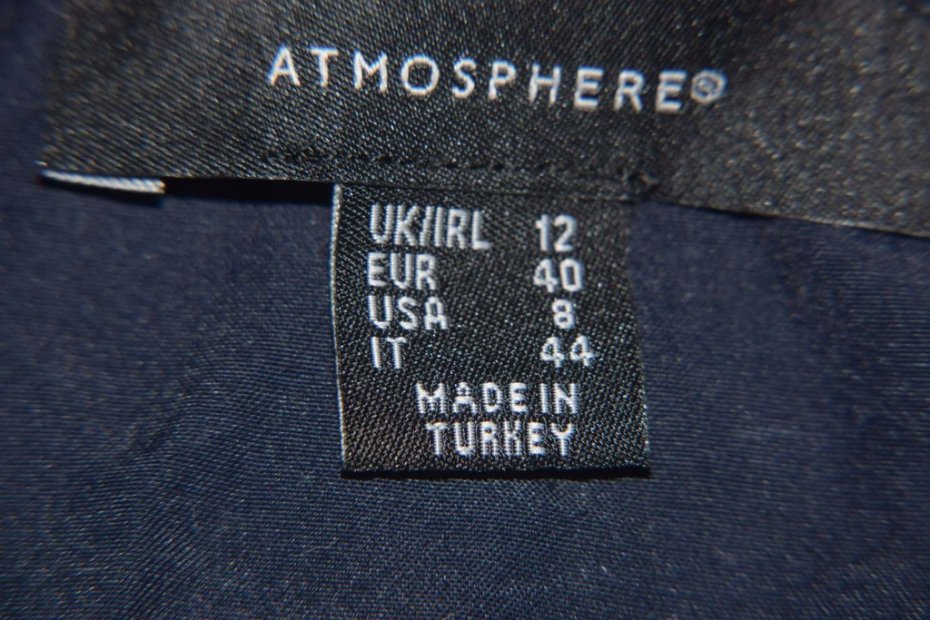 ATMOSPHERE®
UK/IRL 12
EUR 40
USA 8
IT 44
MADE IN
TURKEY